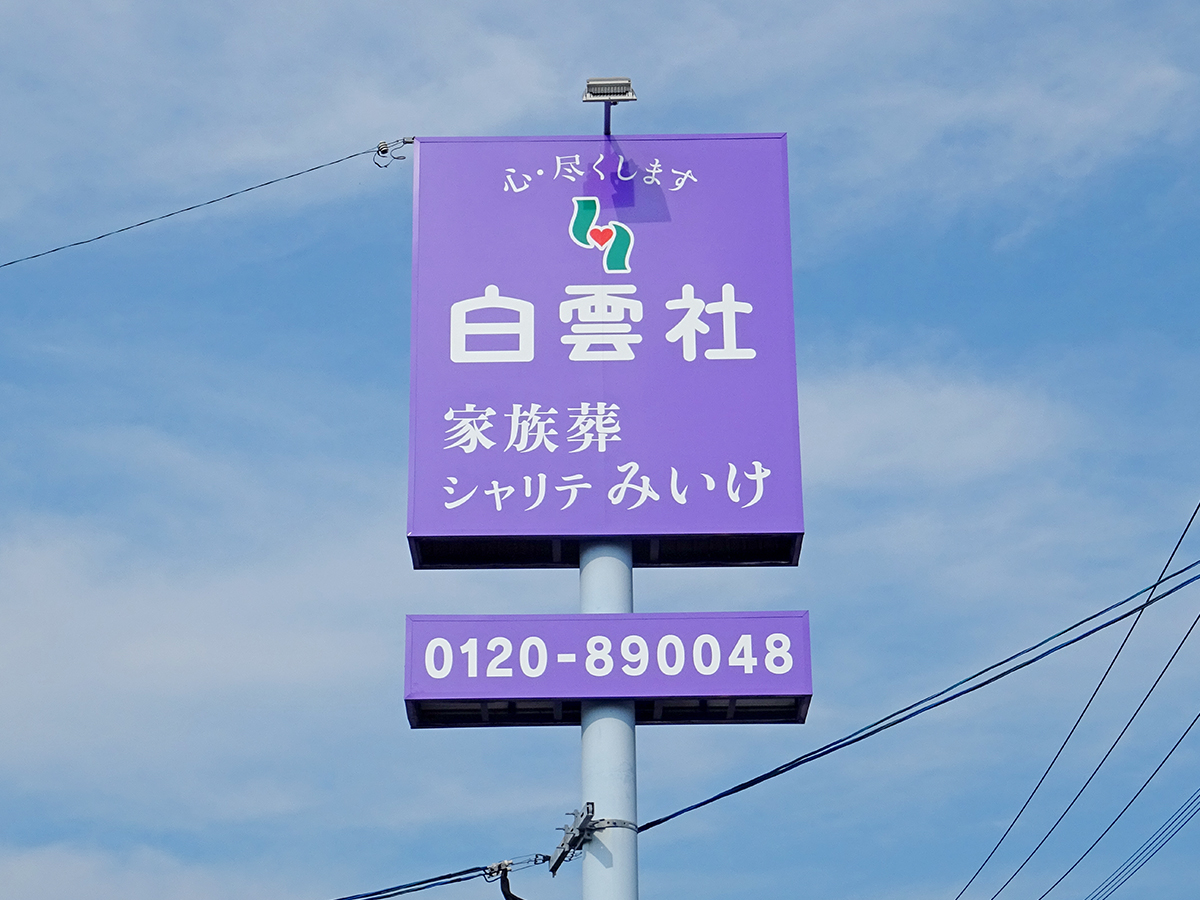 心・尽くします
白雲社
家族葬
シャリテみいけ
0120-890048